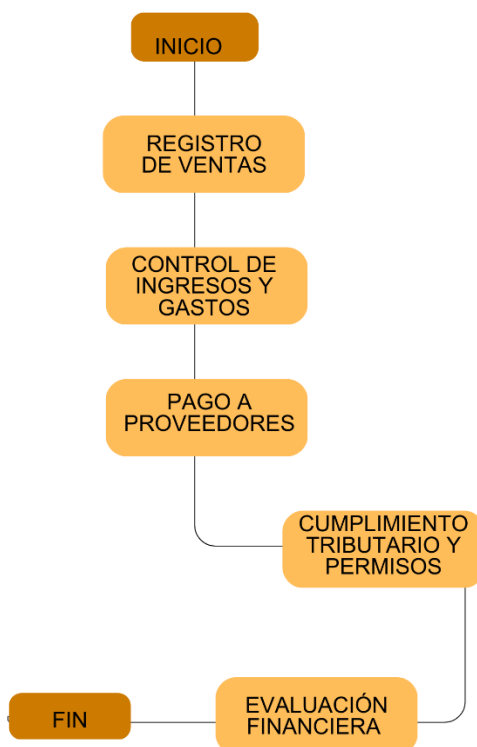 INICIO
REGISTRO
DE VENTAS
CONTROL DE
INGRESOS Y
GASTOS
PAGO A
PROVEEDORES
CUMPLIMIENTO
TRIBUTARIO Y
PERMISOS
EVALUACIÓN
FINANCIERA
FIN